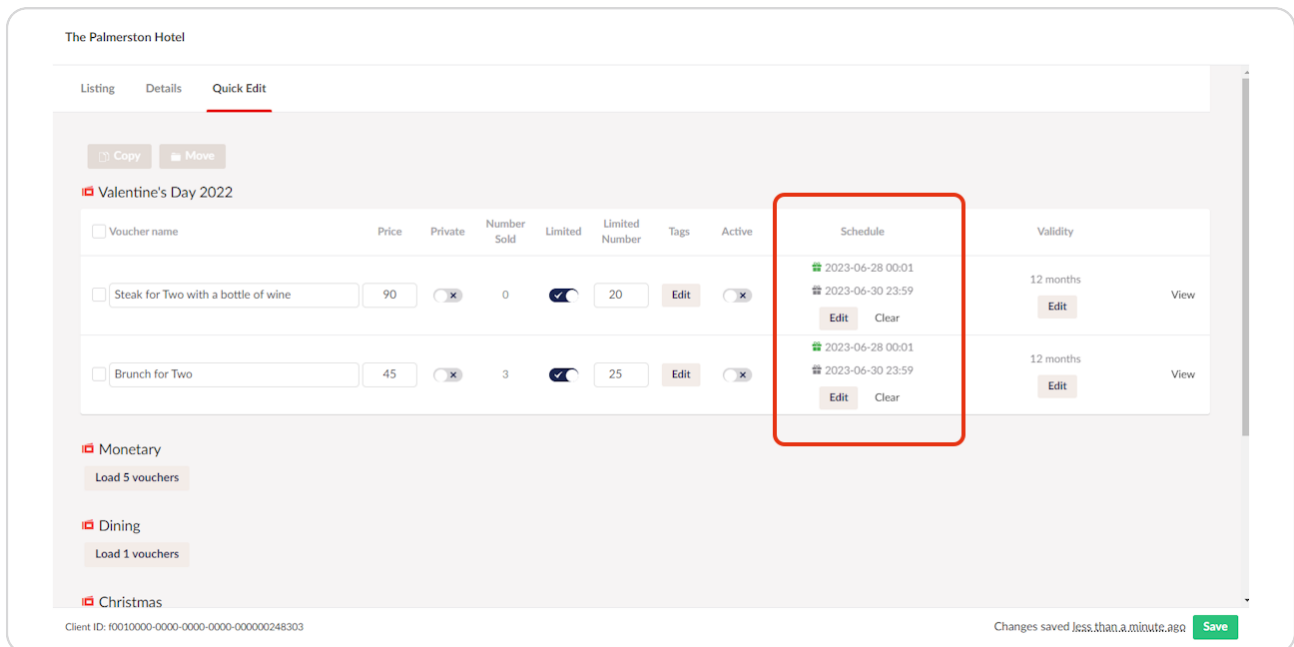 The Palmerston Hotel
Listing Details Quick Edit
Copy Move
Valentine's Day 2022
Voucher name Price Private Number Sold Limited Limited Number Tags Active Schedule Validity
Steak for Two with a bottle of wine 90 0 20 Edit 2023-06-28 00:01 2023-06-30 23:59 Edit Clear 12 months Edit View
Brunch for Two 45 3 25 Edit 2023-06-28 00:01 2023-06-30 23:59 Edit Clear 12 months Edit View
Monetary
Load 5 vouchers
Dining
Load 1 vouchers
Christmas
Client ID: f0010000-0000-0000-0000-000000248303 Changes saved less than a minute ago Save